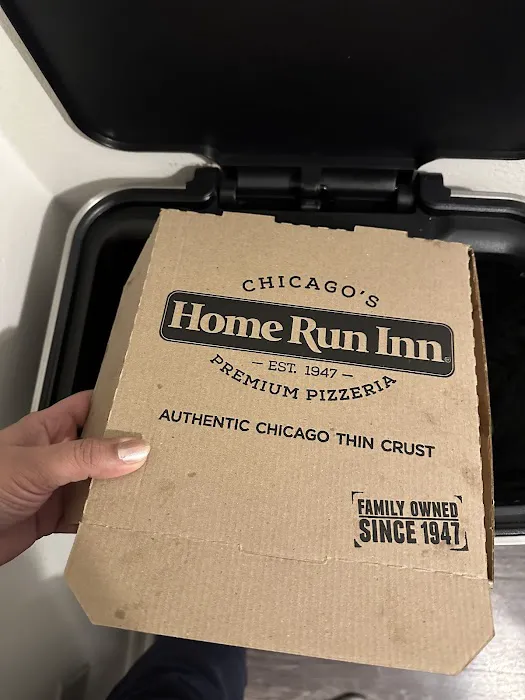 CHICAGO'S
Home Run Inn
— EST. 1947 —
PREMIUM PIZZERIA
AUTHENTIC CHICAGO THIN CRUST
FAMILY OWNED
SINCE 1947